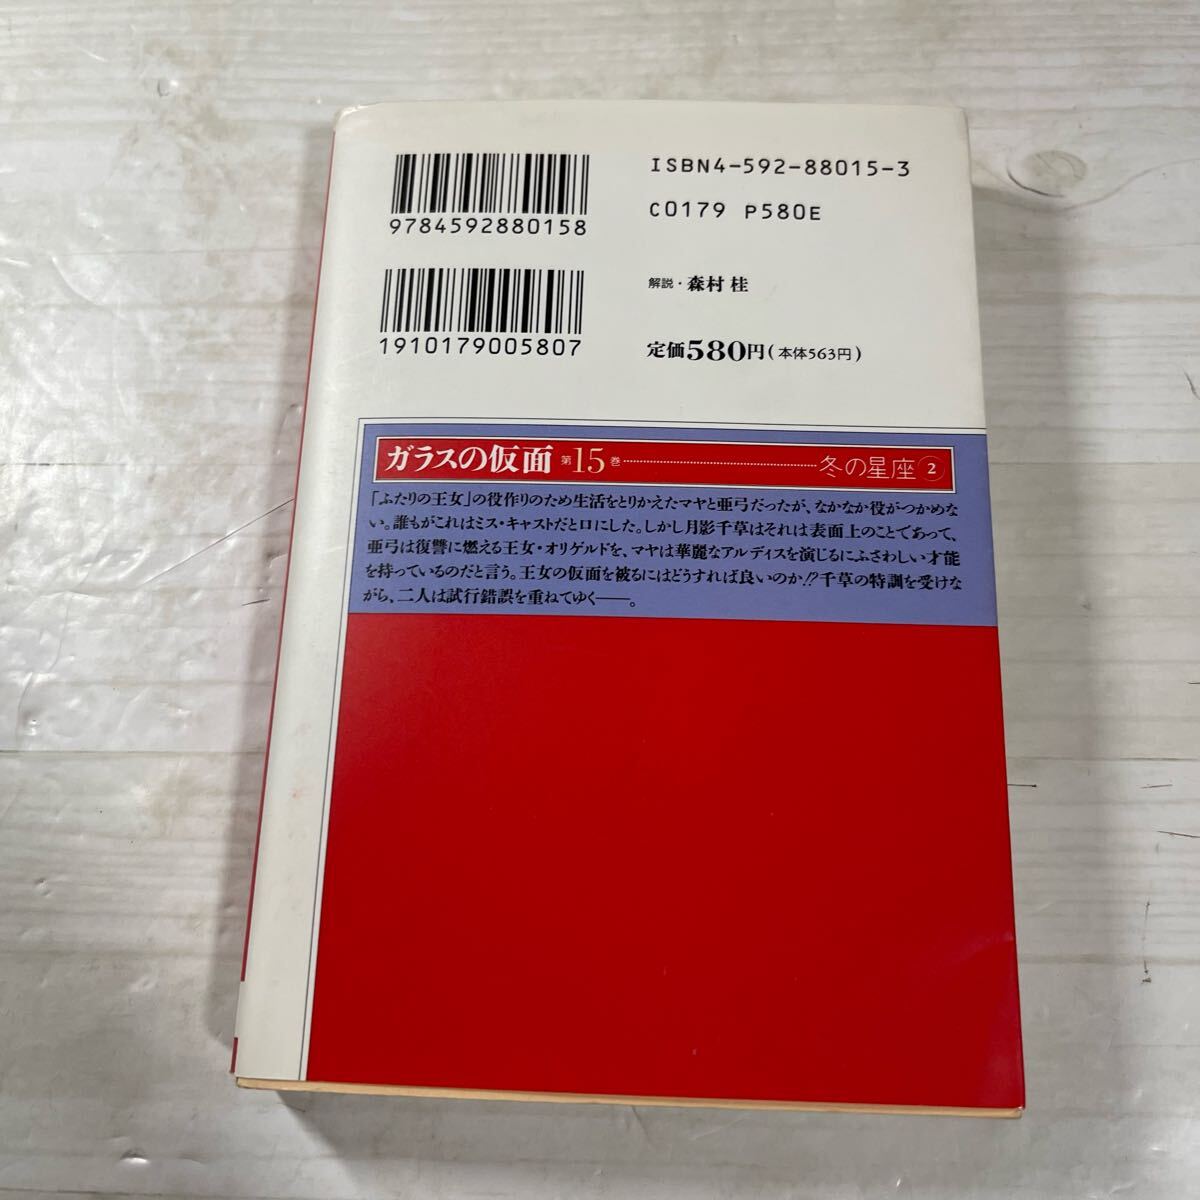 ISBN4-592-88015-3
C0179 P580E
9784592880158
解説・森村 桂
1910179005807
定価580円(本体563円)
ガラスの仮面 第15巻 冬の星座②
「ふたりの王女」の役作りのため生活をとりかえたマヤと亜弓だったが、なかなか役がつかめな
い。誰もがこれはミス・キャストだと口にした。しかし月影千草はそれは表面上のことであって、
亜弓は復讐に燃える王女・オリゲルドを、マヤは華麗なアルディスを演じるにふさわしい才能
を持っているのだと言う。王女の仮面を被るにはどうすれば良いのか!?千草の特訓を受けな
がら、二人は試行錯誤を重ねてゆく——。